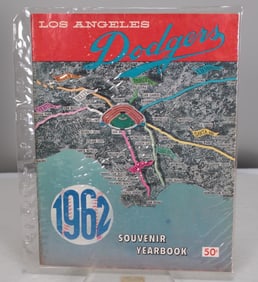 LOS ANGELES
Dodgers
1962
SOUVENIR
YEARBOOK
50¢